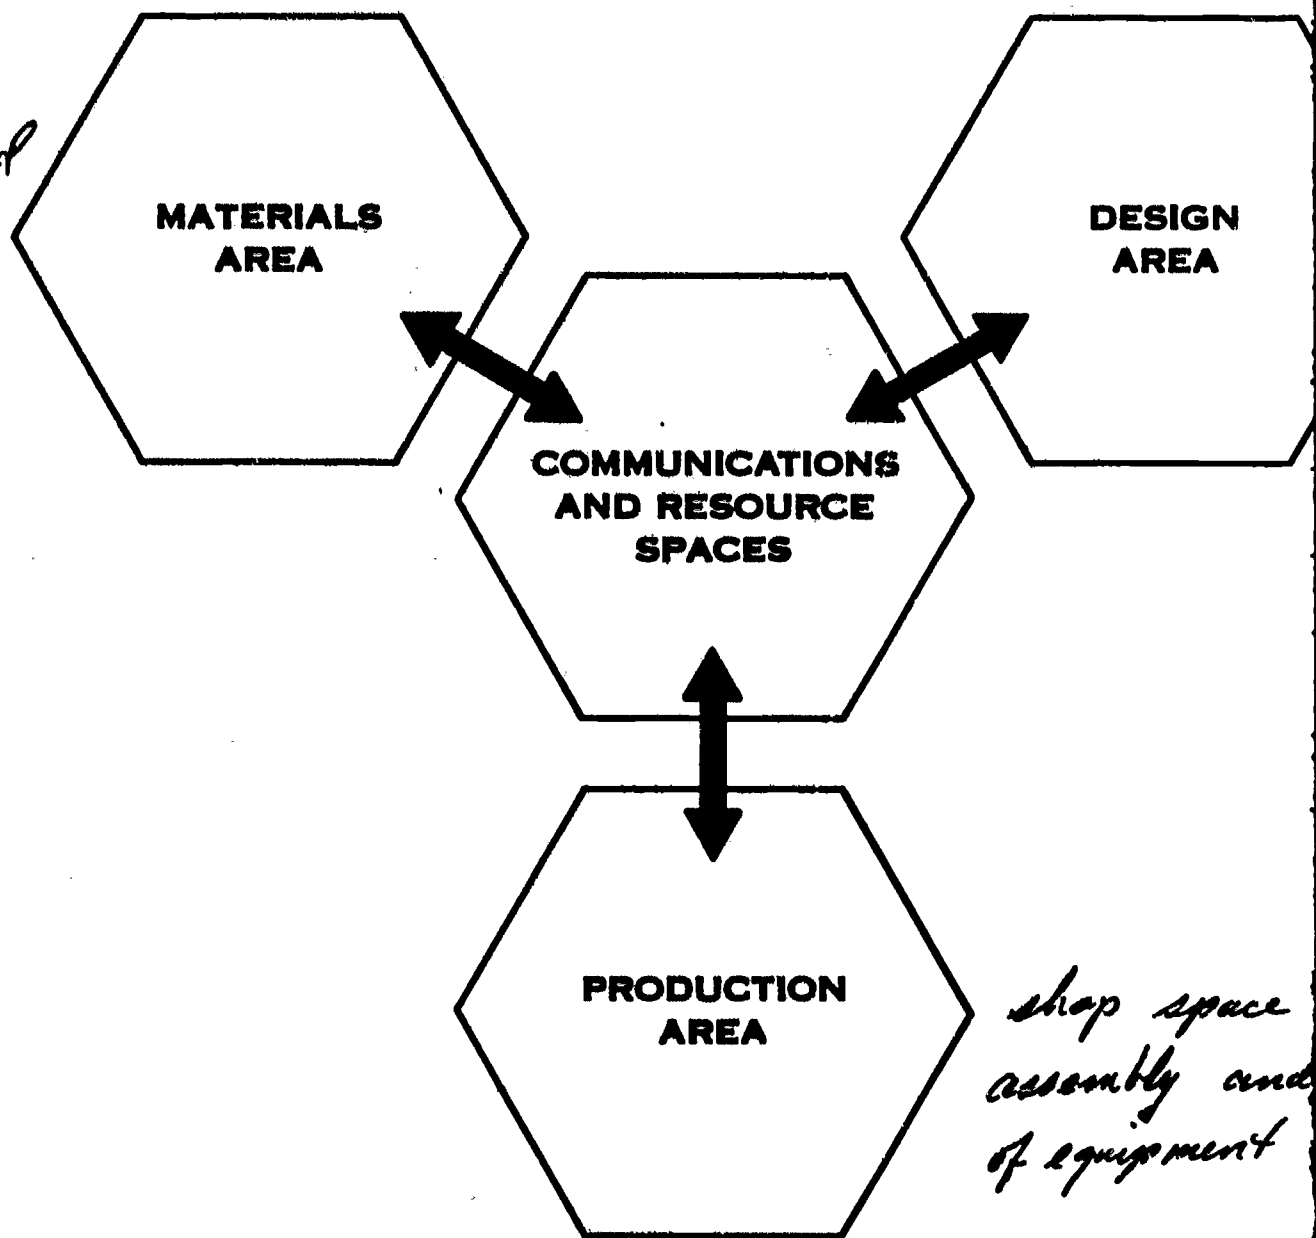 MATERIALS
AREA
DESIGN
AREA
COMMUNICATIONS
AND RESOURCE
SPACES
PRODUCTION
AREA
shop space
assembly and
of equipment